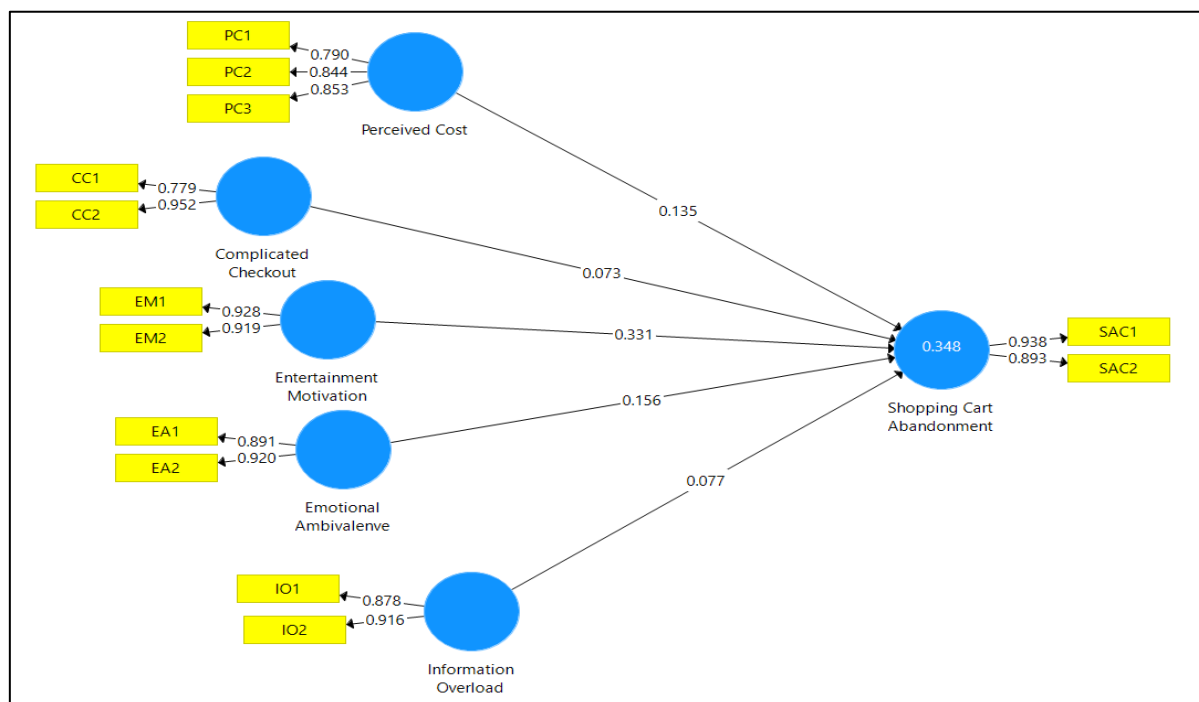 PC1
0.790
PC2
0.844
PC3
0.853
Perceived Cost
0.135
CC1
0.779
CC2
0.952
Complicated
Checkout
0.073
EM1
0.928
EM2
0.919
Entertainment
Motivation
0.331
EA1
0.891
EA2
0.920
Emotional
Ambivalenve
0.156
IO1
0.878
IO2
0.916
Information
Overload
0.077
0.348
Shopping Cart
Abandonment
0.938
SAC1
0.893
SAC2